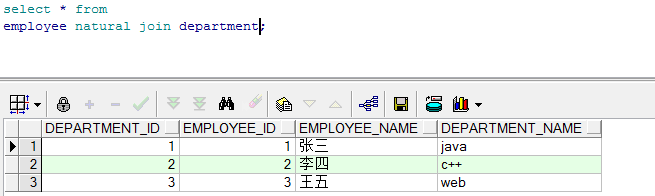 select * from
employee natural join department;
DEPARTMENT_ID EMPLOYEE_ID EMPLOYEE_NAME DEPARTMENT_NAME
1 1 1 张三 java
2 2 2 李四 c++
3 3 3 王五 web